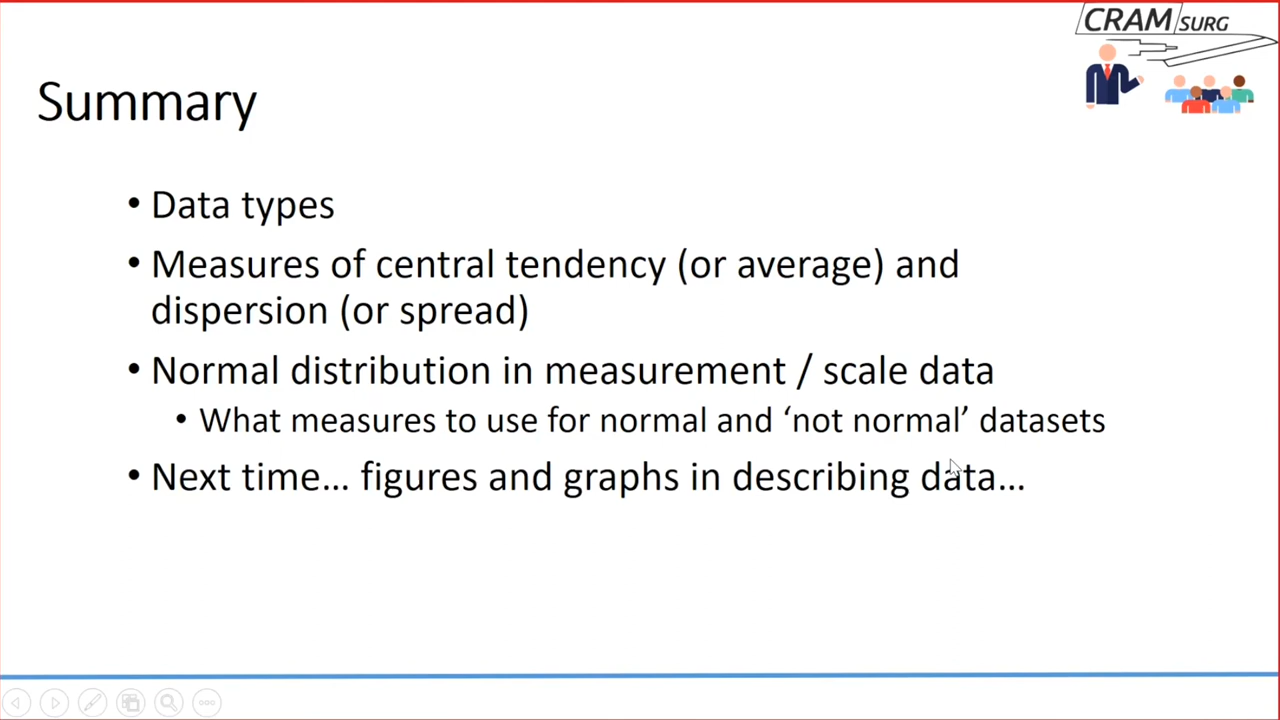 CRAM SURG
Summary
• Data types
• Measures of central tendency (or average) and
dispersion (or spread)
• Normal distribution in measurement / scale data
• What measures to use for normal and ‘not normal’ datasets
• Next time... figures and graphs in describing data...